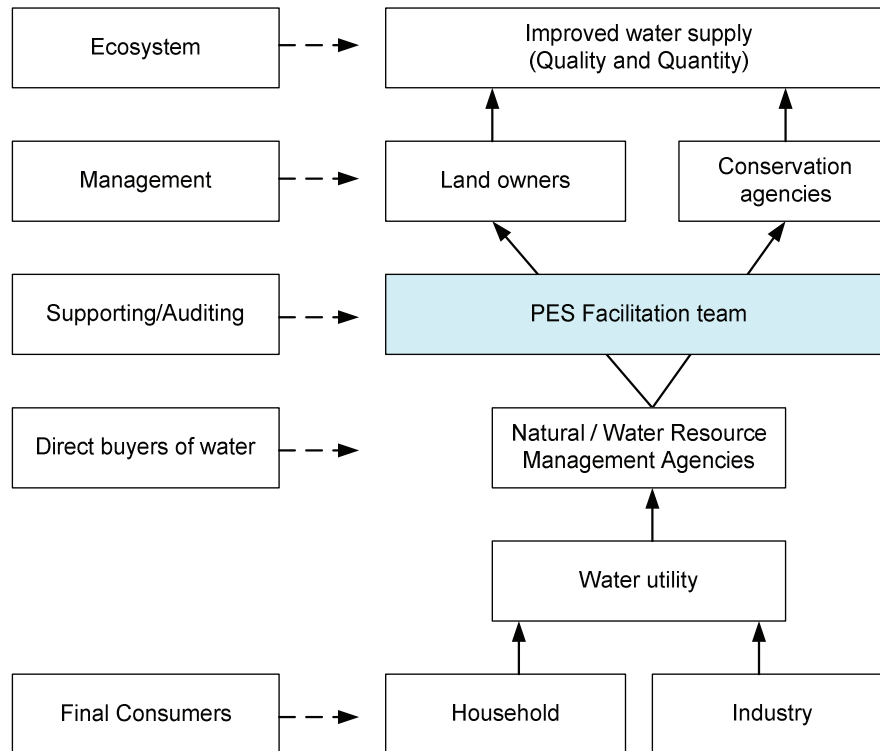 Ecosystem
Improved water supply
(Quality and Quantity)
Management
Land owners
Conservation
agencies
Supporting/Auditing
PES Facilitation team
Direct buyers of water
Natural / Water Resource
Management Agencies
Water utility
Final Consumers
Household
Industry